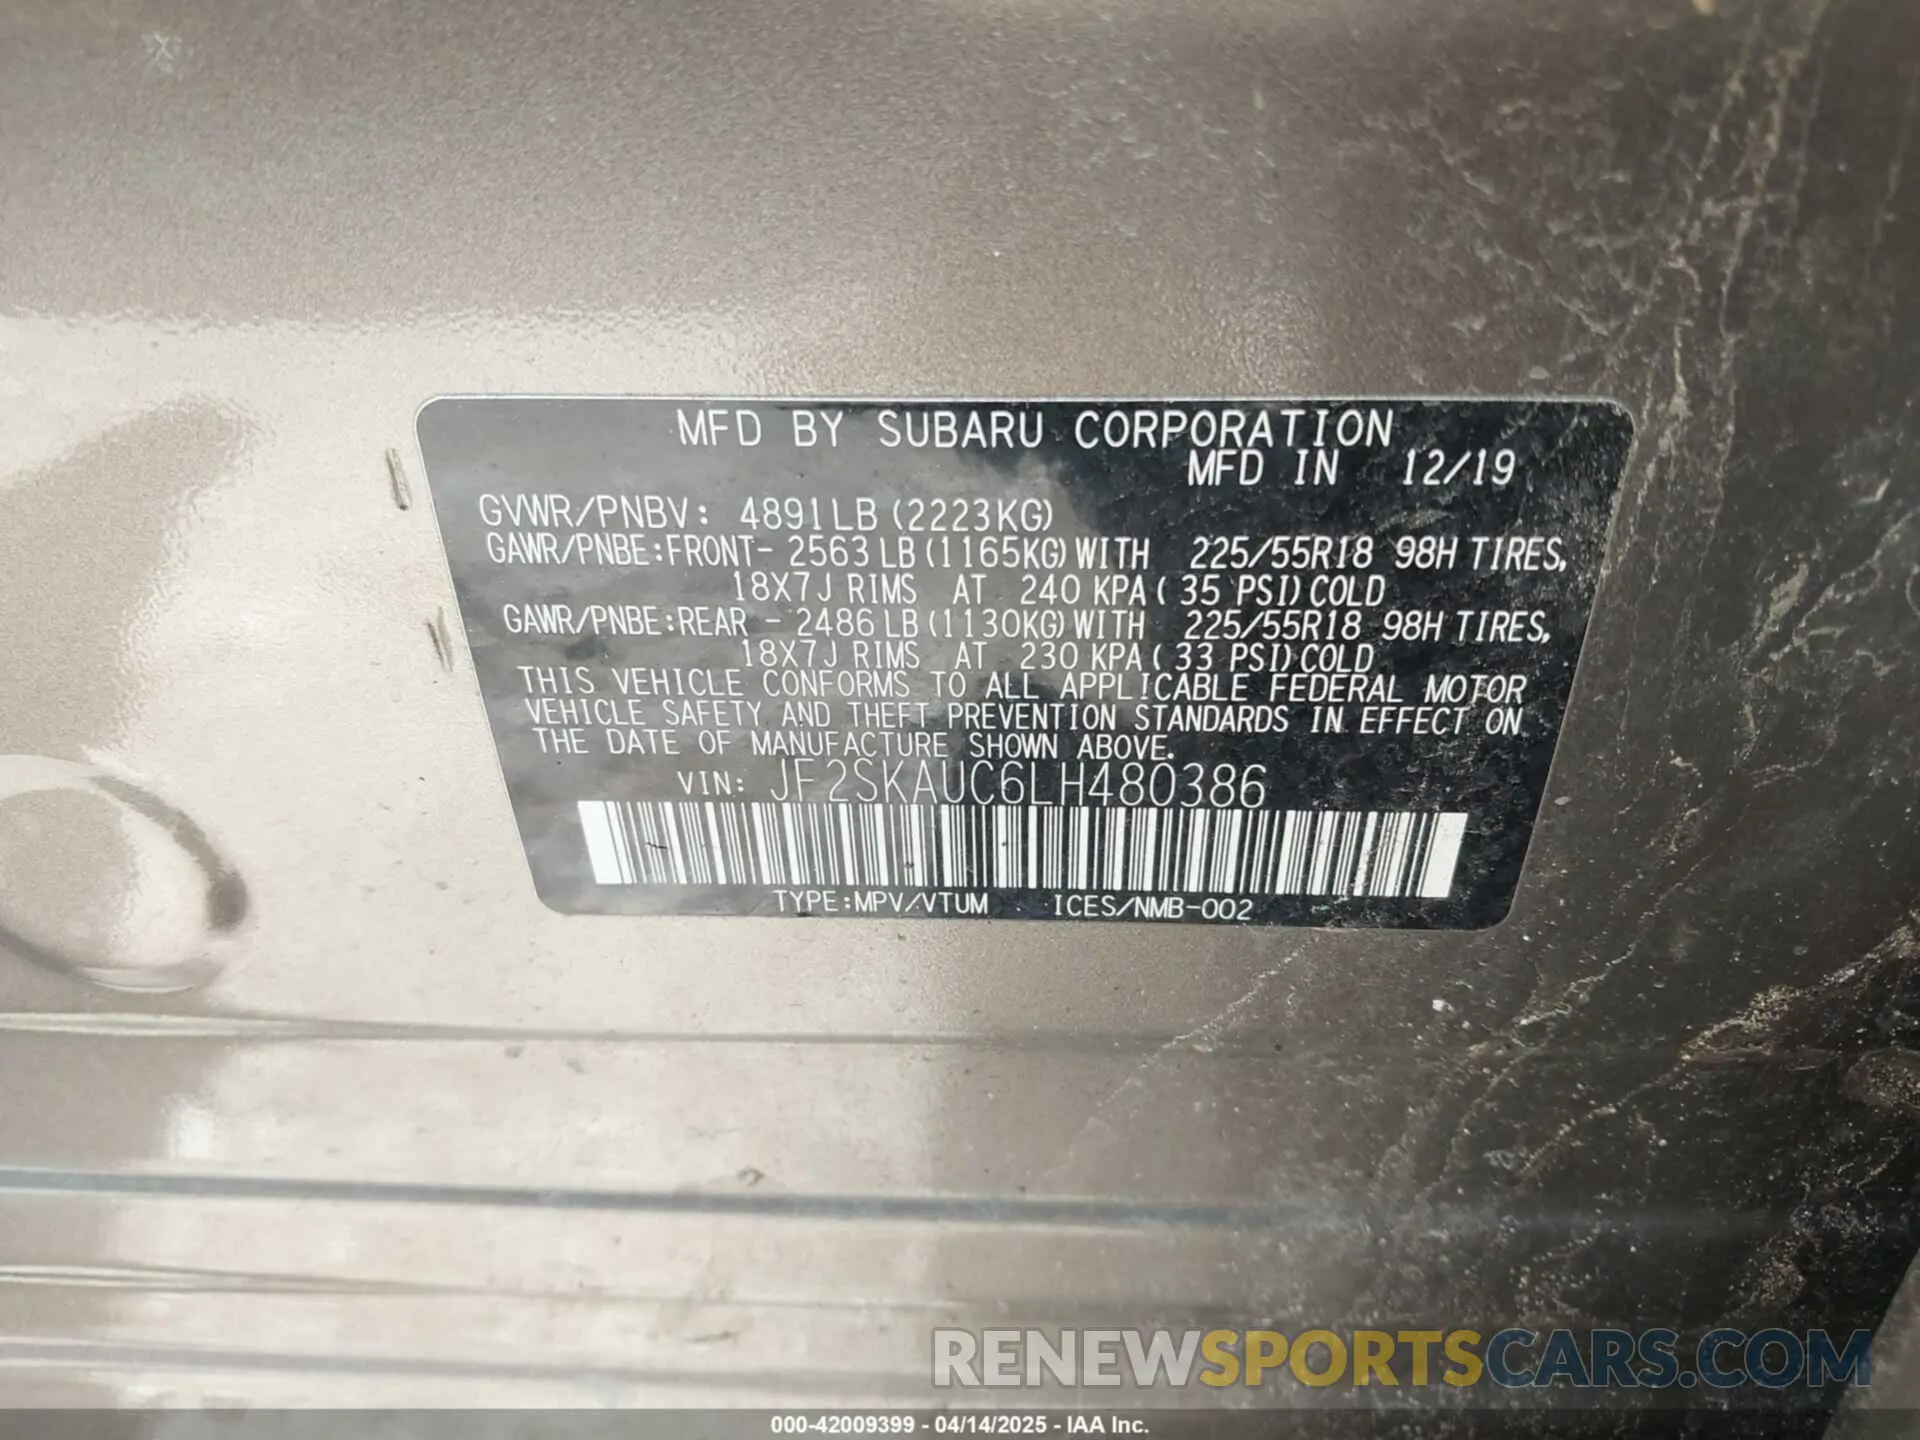 MFD BY SUBARU CORPORATION
MFD IN 12/19
GVWR/PNBV: 4891LB (2223KG)
GAWR/PNBE:FRONT- 2563 LB (1165KG) WITH 225/55R18 98H TIRES,
18X7J RIMS AT 240 KPA ( 35 PSI) COLD
GAWR/PNBE:REAR - 2486 LB (1130KG) WITH 225/55R18 98H TIRES,
18X7J RIMS AT 230 KPA ( 33 PSI) COLD
THIS VEHICLE CONFORMS TO ALL APPLICABLE FEDERAL MOTOR
VEHICLE SAFETY AND THEFT PREVENTION STANDARDS IN EFFECT ON
THE DATE OF MANUFACTURE SHOWN ABOVE.
VIN: JF2SKAUC6LH480386
TYPE:MPV/VTUM ICES/NMB-002
RENEWSPORTSCARS.COM
000-42009399 - 04/14/2025 - IAA Inc.